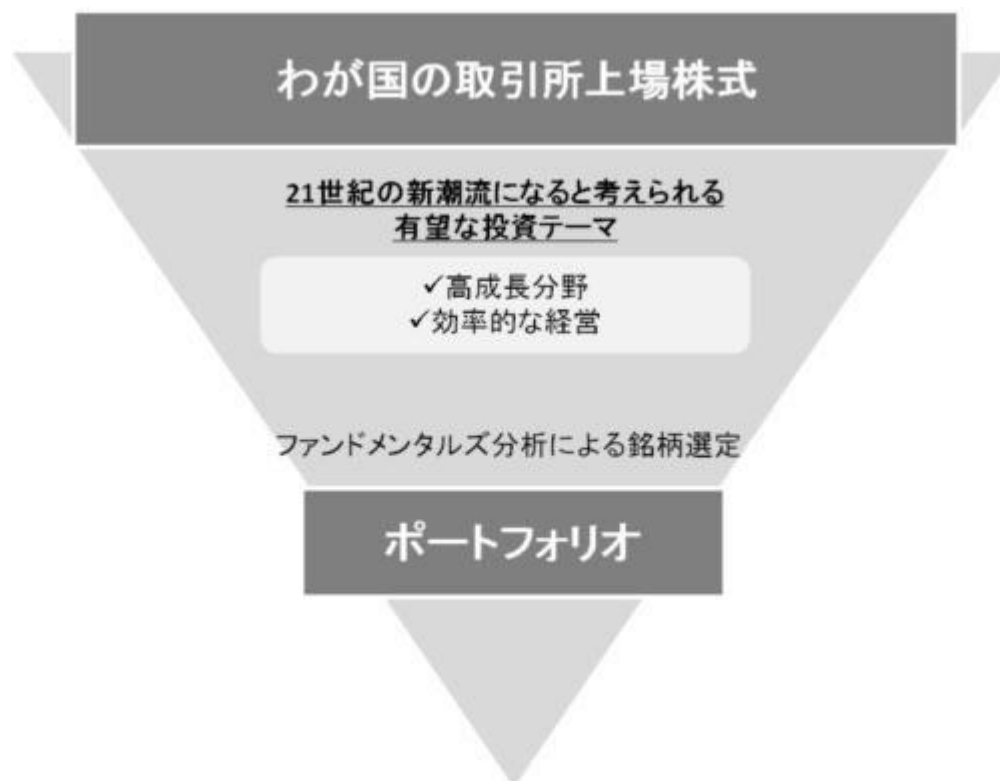 わが国の取引所上場株式
21世紀の新潮流になると考えられる
有望な投資テーマ
✓高成長分野
✓効率的な経営
ファンドメンタルズ分析による銘柄選定
ポートフォリオ